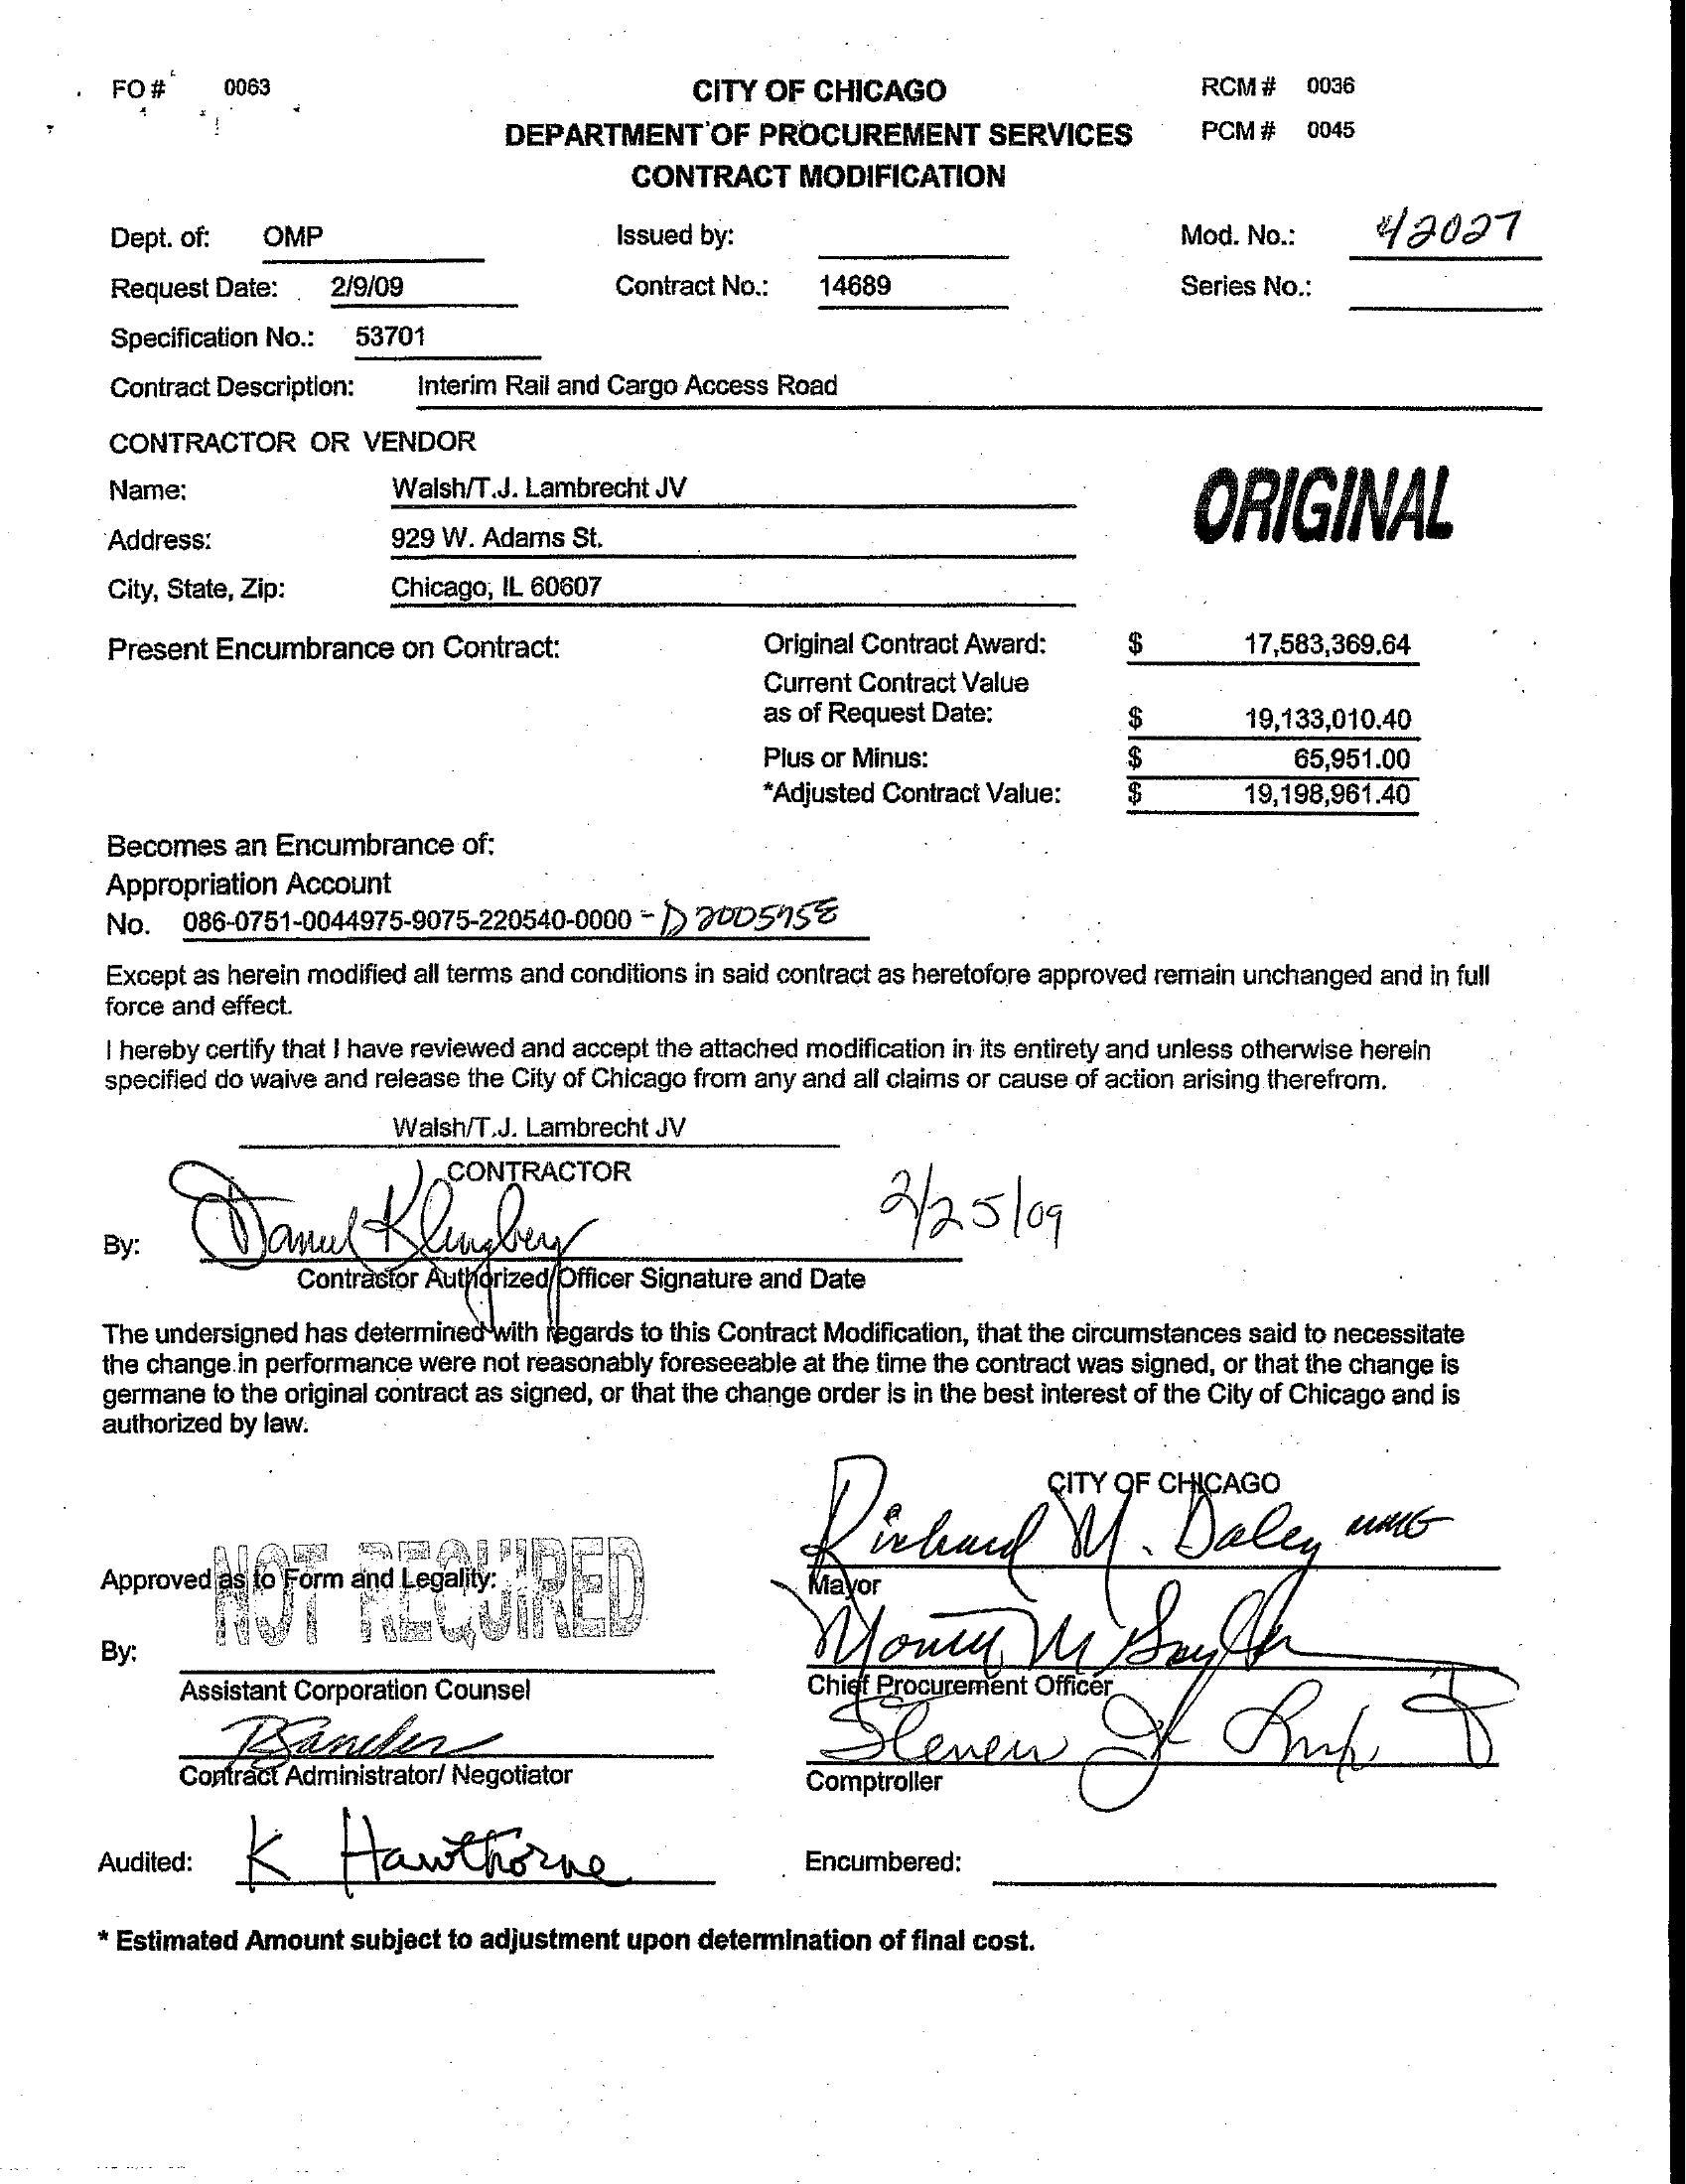 FO # 0063
CITY OF CHICAGO
RCM # 0036
DEPARTMENT OF PROCUREMENT SERVICES
PCM # 0045
CONTRACT MODIFICATION
Dept. of: OMP Issued by: Mod. No.: 42027
Request Date: 2/9/09 Contract No.: 14689 Series No.:
Specification No.: 53701
Contract Description: Interim Rail and Cargo Access Road
CONTRACTOR OR VENDOR
Name: Walsh/T.J. Lambrecht JV
ORIGINAL
Address: 929 W. Adams St.
City, State, Zip: Chicago, IL 60607
Present Encumbrance on Contract: Original Contract Award: $ 17,583,369.64
Current Contract Value
as of Request Date: $ 19,133,010.40
Plus or Minus: $ 65,951.00
*Adjusted Contract Value: $ 19,198,961.40
Becomes an Encumbrance of:
Appropriation Account
No. 086-0751-0044975-9075-220540-0000 -
Except as herein modified all terms and conditions in said contract as heretofore approved remain unchanged and in full
force and effect.
I hereby certify that I have reviewed and accept the attached modification in its entirety and unless otherwise herein
specified do waive and release the City of Chicago from any and all claims or cause of action arising therefrom.
Walsh/T.J. Lambrecht JV
CONTRACTOR
By: Daniel 2/25/09
Contractor Authorized Officer Signature and Date
The undersigned has determined with regards to this Contract Modification, that the circumstances said to necessitate
the change in performance were not reasonably foreseeable at the time the contract was signed, or that the change is
germane to the original contract as signed, or that the change order is in the best interest of the City of Chicago and is
authorized by law.
CITY OF CHICAGO
Richard M. Daley
NOT REQUIRED
Approved as to Form and Legality:
Mayor
By:
Assistant Corporation Counsel
Chief Procurement Officer
Contract Administrator/ Negotiator
Comptroller
Audited: K Hawthorne Encumbered:
* Estimated Amount subject to adjustment upon determination of final cost.